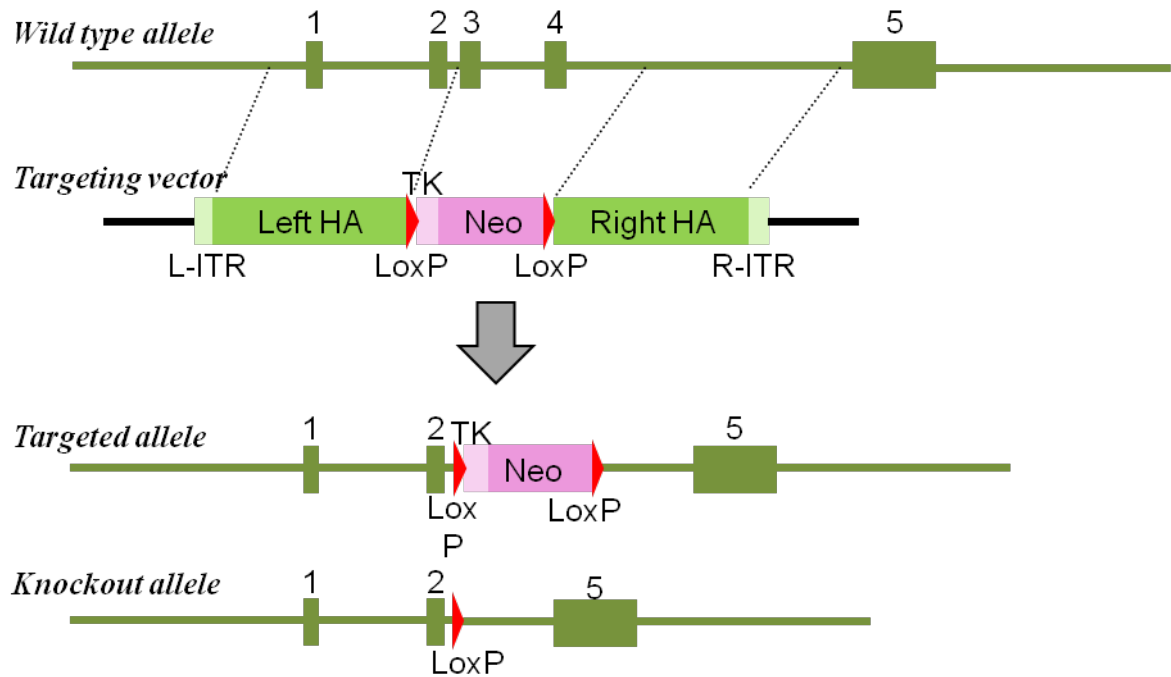 1 2 3 4 5
Wild type allele
Targeting vector
TK
Left HA Neo Right HA
L-ITR LoxP LoxP R-ITR
1 2 TK 5
Targeted allele
Neo
Lox
P
LoxP
1 2 5
Knockout allele
LoxP